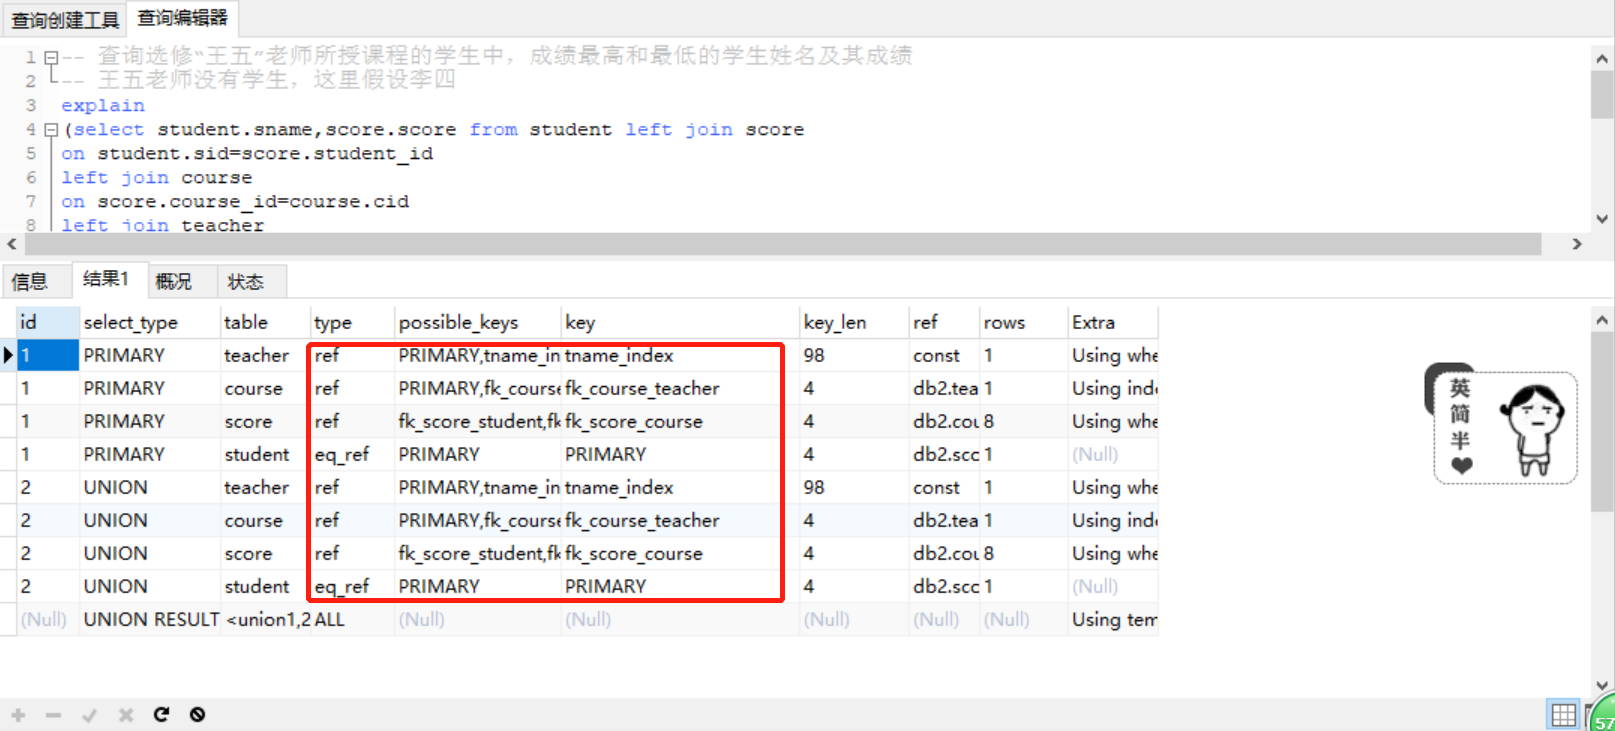 查询创建工具 查询编辑器
1 -- 查询选修“王五”老师所授课程的学生中，成绩最高和最低的学生姓名及其成绩
2 -- 王五老师没有学生，这里假设李四
3 explain
4 (select student.sname,score.score from student left join score
5 on student.sid=score.student_id
6 left join course
7 on score.course_id=course.cid
8 left join teacher
信息 结果1 概况 状态
id select_type table type possible_keys key key_len ref rows Extra
1 PRIMARY teacher ref PRIMARY,tname_in tname_index 98 const 1 Using whe
1 PRIMARY course ref PRIMARY,fk_course fk_course_teacher 4 db2.tea 1 Using inde
1 PRIMARY score ref fk_score_student,fk fk_score_course 4 db2.cou 8 Using whe
1 PRIMARY student eq_ref PRIMARY PRIMARY 4 db2.sco 1 (Null)
2 UNION teacher ref PRIMARY,tname_in tname_index 98 const 1 Using whe
2 UNION course ref PRIMARY,fk_course fk_course_teacher 4 db2.tea 1 Using inde
2 UNION score ref fk_score_student,fk fk_score_course 4 db2.cou 8 Using whe
2 UNION student eq_ref PRIMARY PRIMARY 4 db2.sco 1 (Null)
(Null) UNION RESULT <union1,2 ALL (Null) (Null) (Null) (Null) (Null) Using tem
英
简
半
57